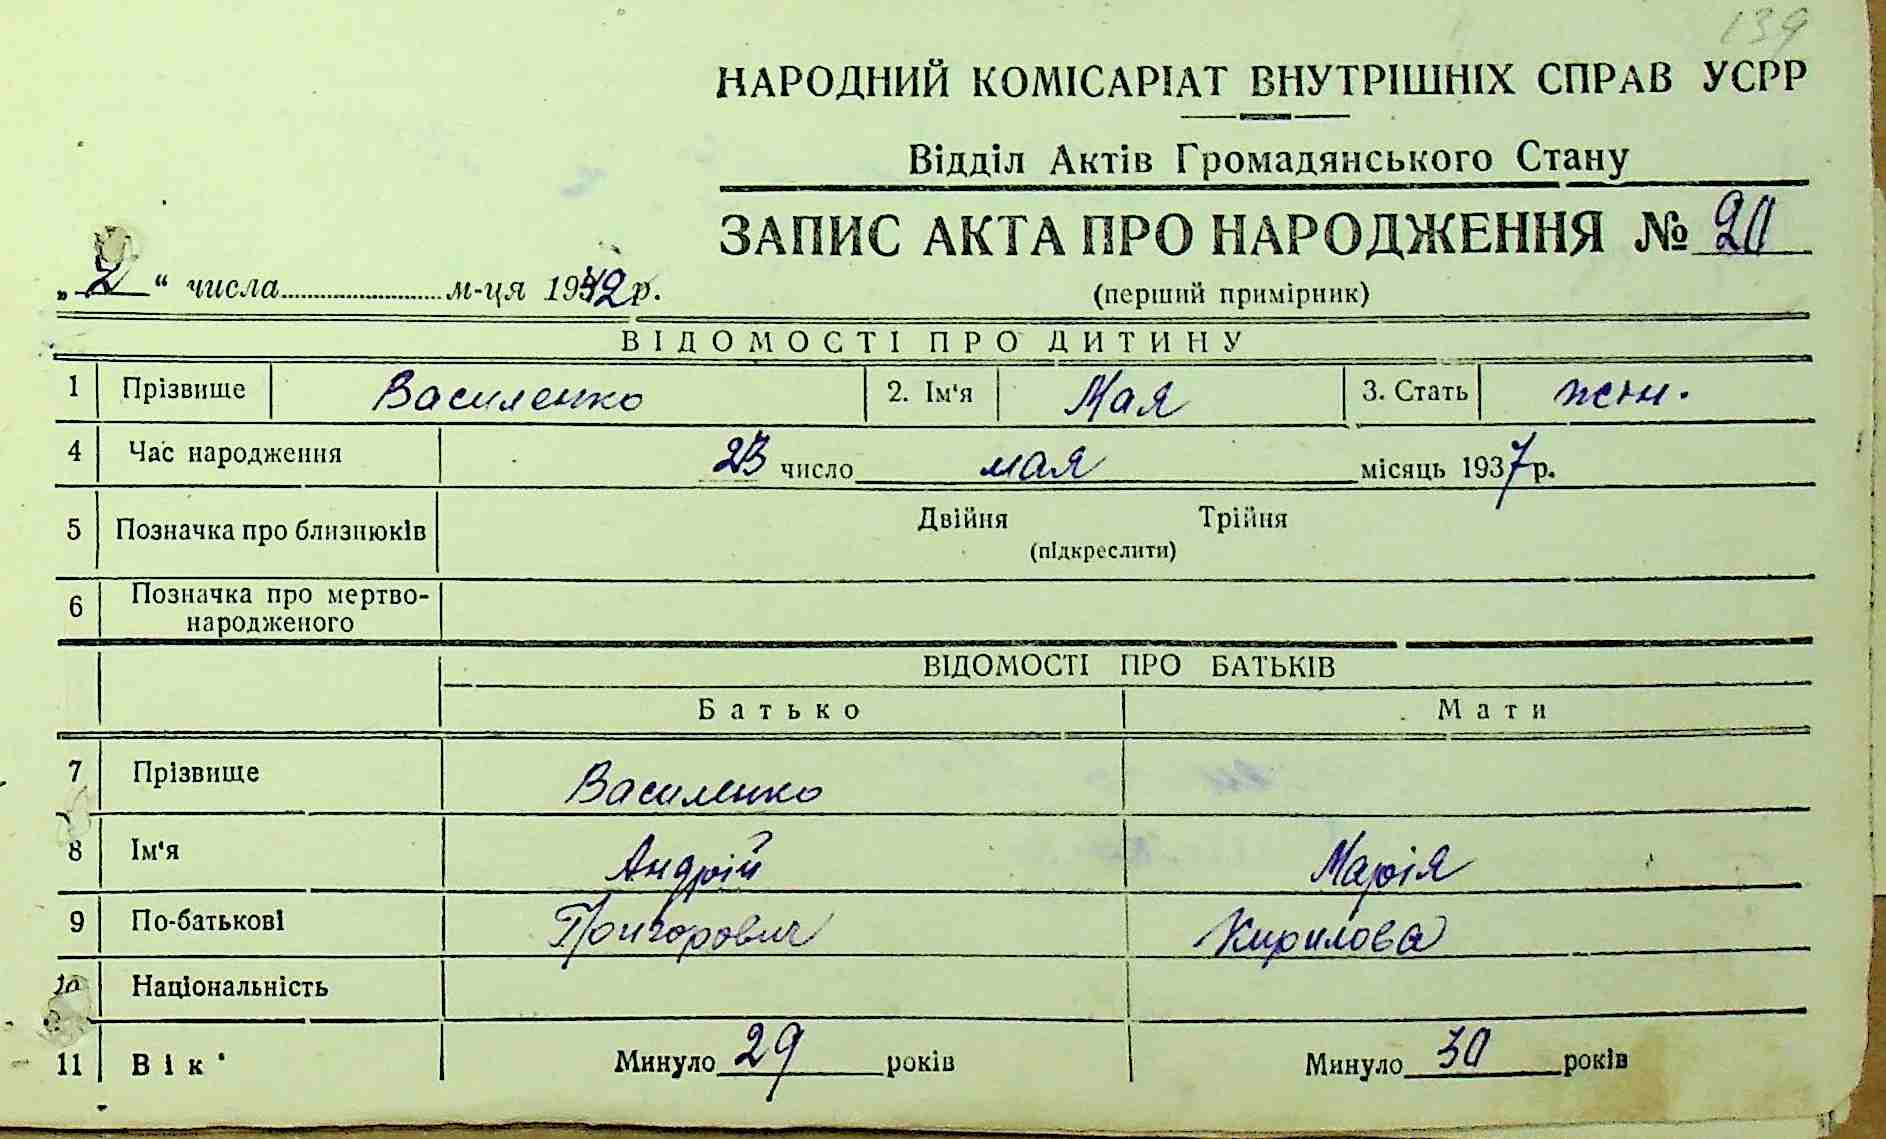 139
НАРОДНИЙ КОМІСАРІАТ ВНУТРІШНІХ СПРАВ УСРР
Відділ Актів Громадянського Стану
ЗАПИС АКТА ПРО НАРОДЖЕННЯ № 20
„2“ числа м-ця 1942 р.
(перший примірник)
ВІДОМОСТІ ПРО ДИТИНУ
1 Прізвище Василенко 2. Ім'я Мая 3. Стать жен.
4 Час народження 23 число мая місяць 1937 р.
5 Позначка про близнюків Двійня Трійня
(підкреслити)
6 Позначка про мертво-
народженого
ВІДОМОСТІ ПРО БАТЬКІВ
Батько Мати
7 Прізвище Василенко
8 Ім'я Андрій Марія
9 По-батькові Григорович Кирилова
10 Національність
11 Вік Минуло 29 років Минуло 30 років